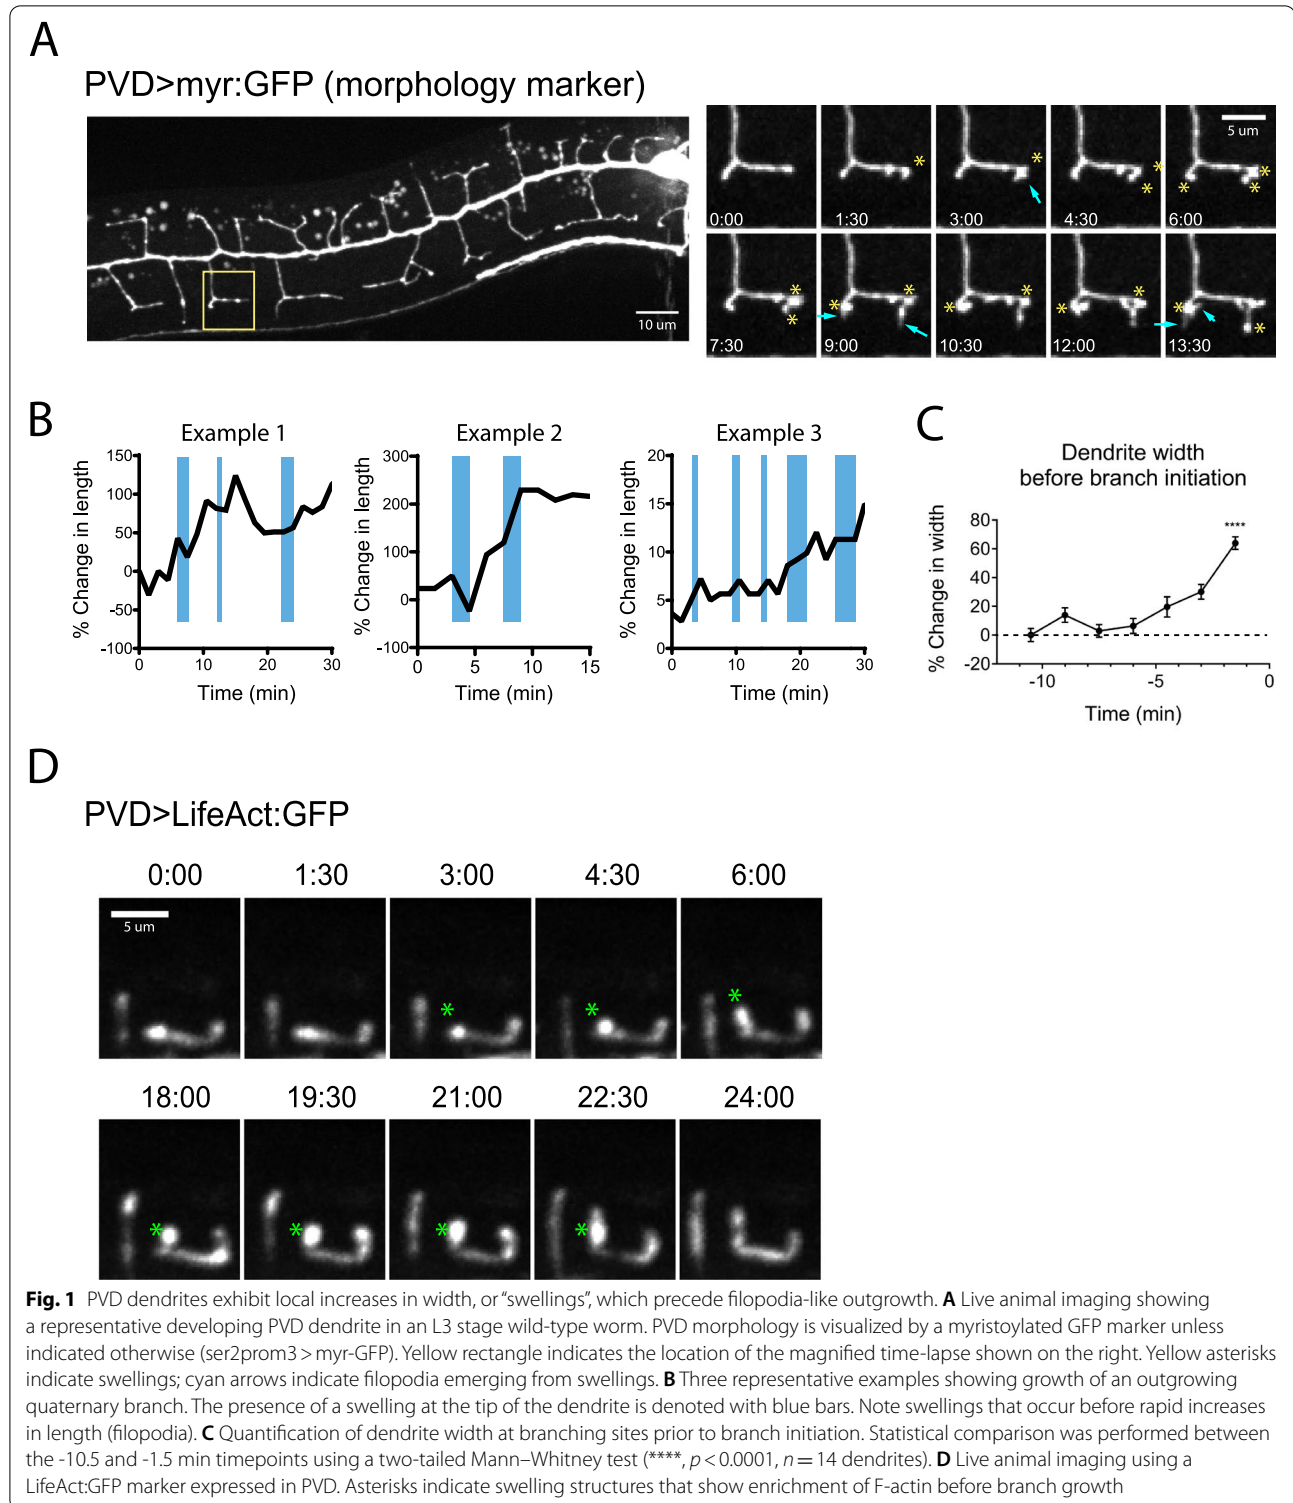 A
PVD>myr:GFP (morphology marker)
10 um
5 um
0:00 1:30 3:00 4:30 6:00
7:30 9:00 10:30 12:00 13:30
* * * * * * * * * * * * * * * * * *
B
Example 1
% Change in length
150
100
50
0
-50
-100
0 10 20 30
Time (min)
Example 2
% Change in length
300
200
100
0
-100
0 5 10 15
Time (min)
Example 3
% Change in length
20
15
10
5
0
0 10 20 30
Time (min)
C
Dendrite width
before branch initiation
% Change in width
80
60
40
20
0
-20
****
-10 -5 0
Time (min)
D
PVD>LifeAct:GFP
0:00 1:30 3:00 4:30 6:00
5 um
* * *
18:00 19:30 21:00 22:30 24:00
* * * *
Fig. 1 PVD dendrites exhibit local increases in width, or “swellings”, which precede filopodia-like outgrowth. A Live animal imaging showing
a representative developing PVD dendrite in an L3 stage wild-type worm. PVD morphology is visualized by a myristoylated GFP marker unless
indicated otherwise (ser2prom3 > myr-GFP). Yellow rectangle indicates the location of the magnified time-lapse shown on the right. Yellow asterisks
indicate swellings; cyan arrows indicate filopodia emerging from swellings. B Three representative examples showing growth of an outgrowing
quaternary branch. The presence of a swelling at the tip of the dendrite is denoted with blue bars. Note swellings that occur before rapid increases
in length (filopodia). C Quantification of dendrite width at branching sites prior to branch initiation. Statistical comparison was performed between
the -10.5 and -1.5 min timepoints using a two-tailed Mann–Whitney test (****, p < 0.0001, n = 14 dendrites). D Live animal imaging using a
LifeAct:GFP marker expressed in PVD. Asterisks indicate swelling structures that show enrichment of F-actin before branch growth